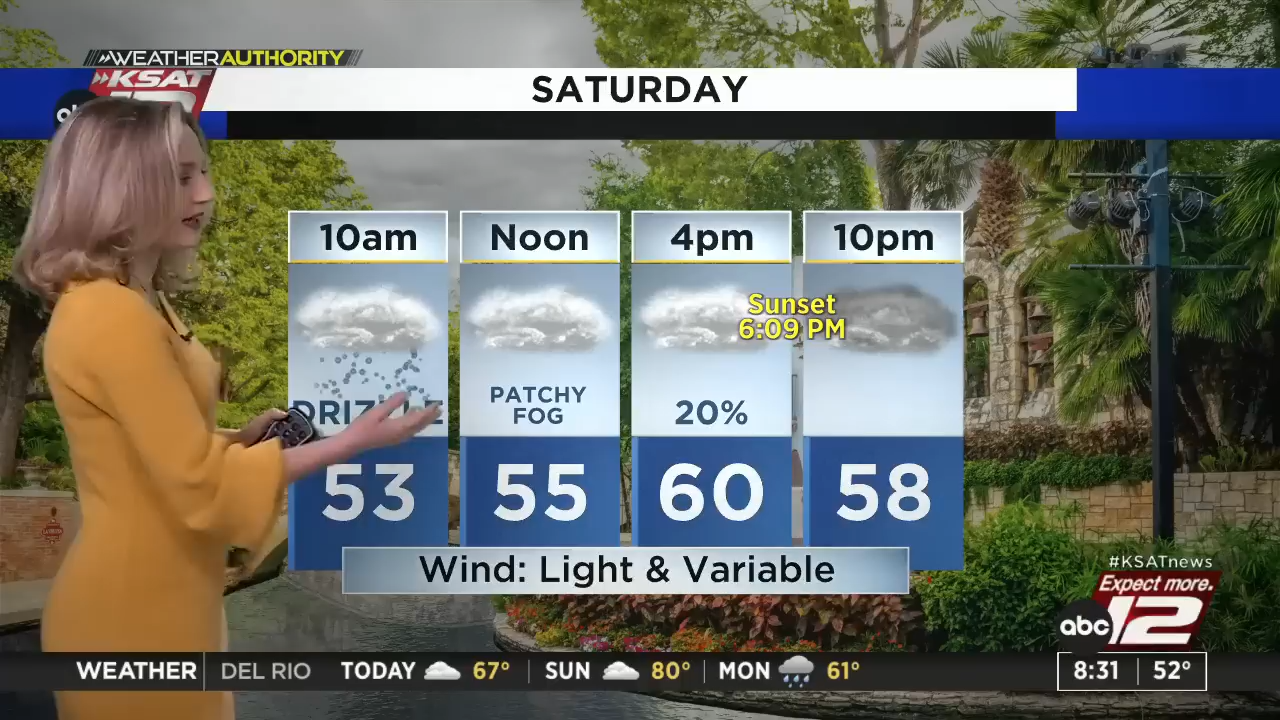 WEATHERAUTHORITY
KSAT
SATURDAY
10am
Noon
4pm
10pm
Sunset
6:09 PM
DRIZZLE
PATCHY
FOG
20%
53
55
60
58
Wind: Light & Variable
#KSATnews
Expect more.
abc 12
WEATHER DEL RIO TODAY 67° SUN 80° MON 61°
8:31 52°